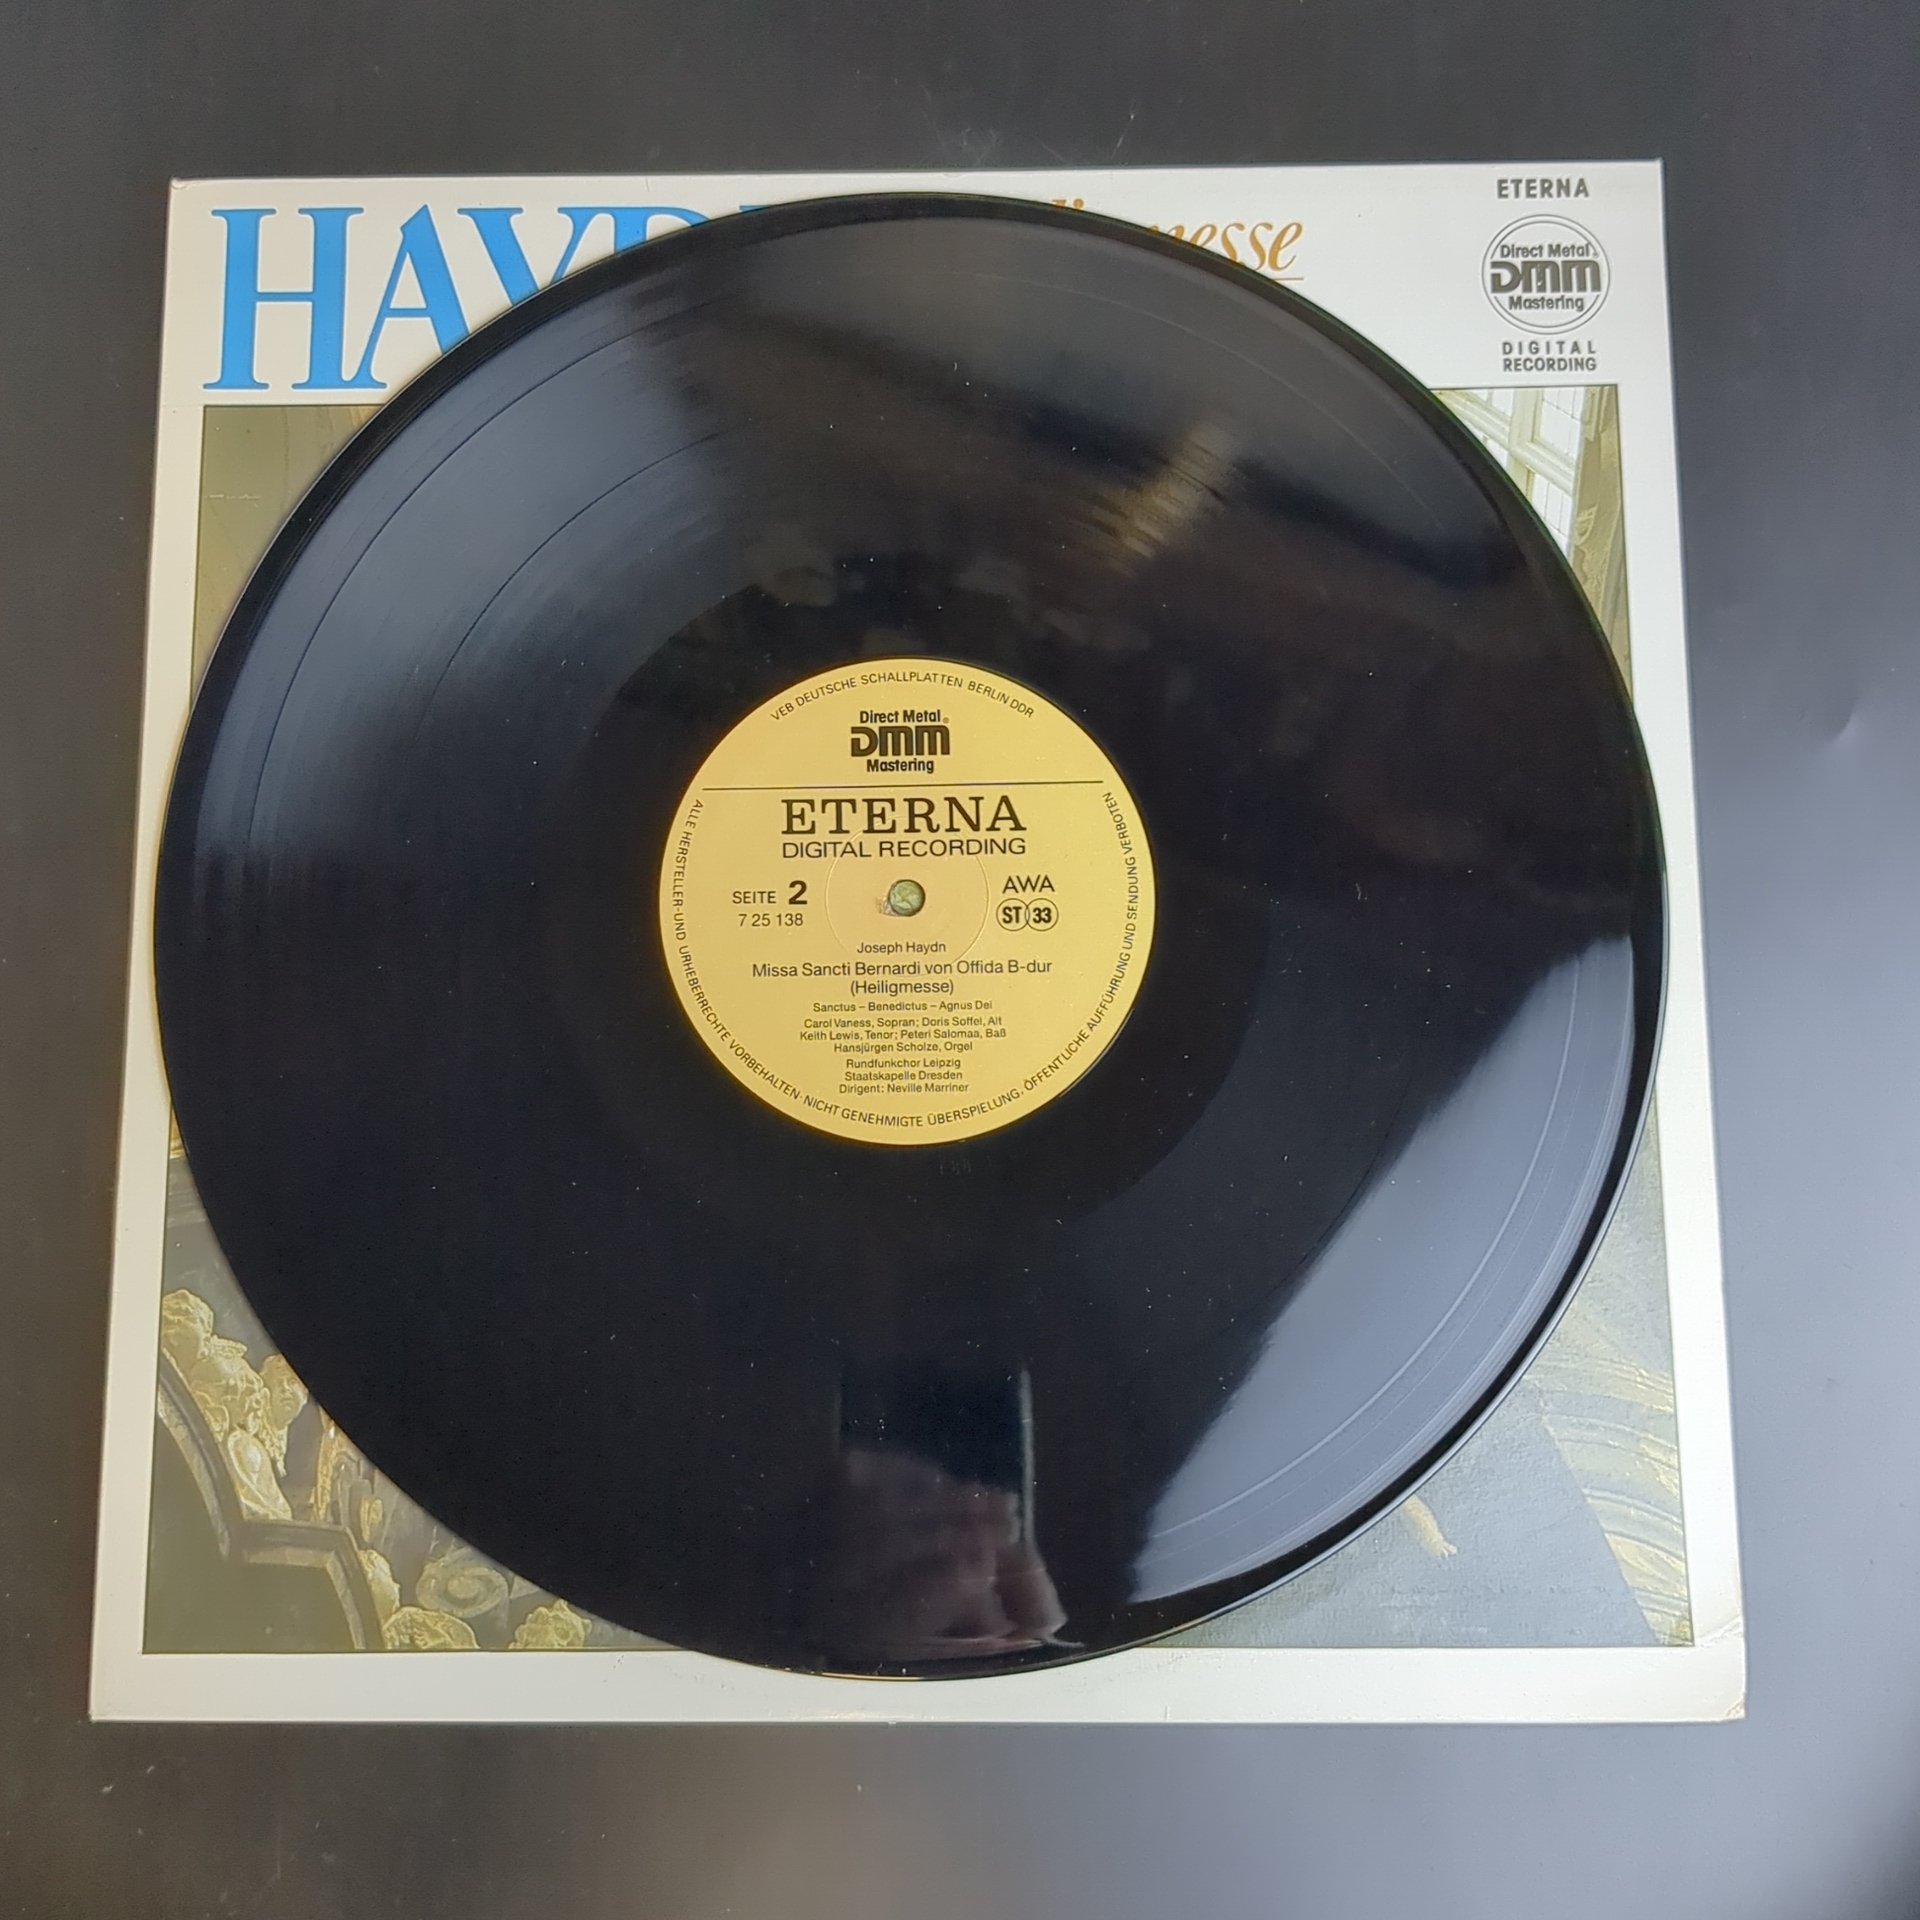 ETERNA
Direct Metal
DMM
Mastering
DIGITAL
RECORDING
VEB DEUTSCHE SCHALLPLATTEN BERLIN DDR
Direct Metal®
DMM
Mastering
ETERNA
DIGITAL RECORDING
SEITE 2
7 25 138
AWA
ST 33
Joseph Haydn
Missa Sancti Bernardi von Offida B-dur
(Heiligmesse)
Sanctus – Benedictus – Agnus Dei
Carol Vaness, Sopran; Doris Soffel, Alt
Keith Lewis, Tenor; Peteri Salomaa, Baß
Hansjürgen Scholze, Orgel
Rundfunkchor Leipzig
Staatskapelle Dresden
Dirigent: Neville Marriner
ALLE HERSTELLER-UND URHEBERRECHTE VORBEHALTEN· NICHT GENEHMIGTE ÜBERSPIELUNG, ÖFFENTLICHE AUFFÜHRUNG UND SENDUNG VERBOTEN